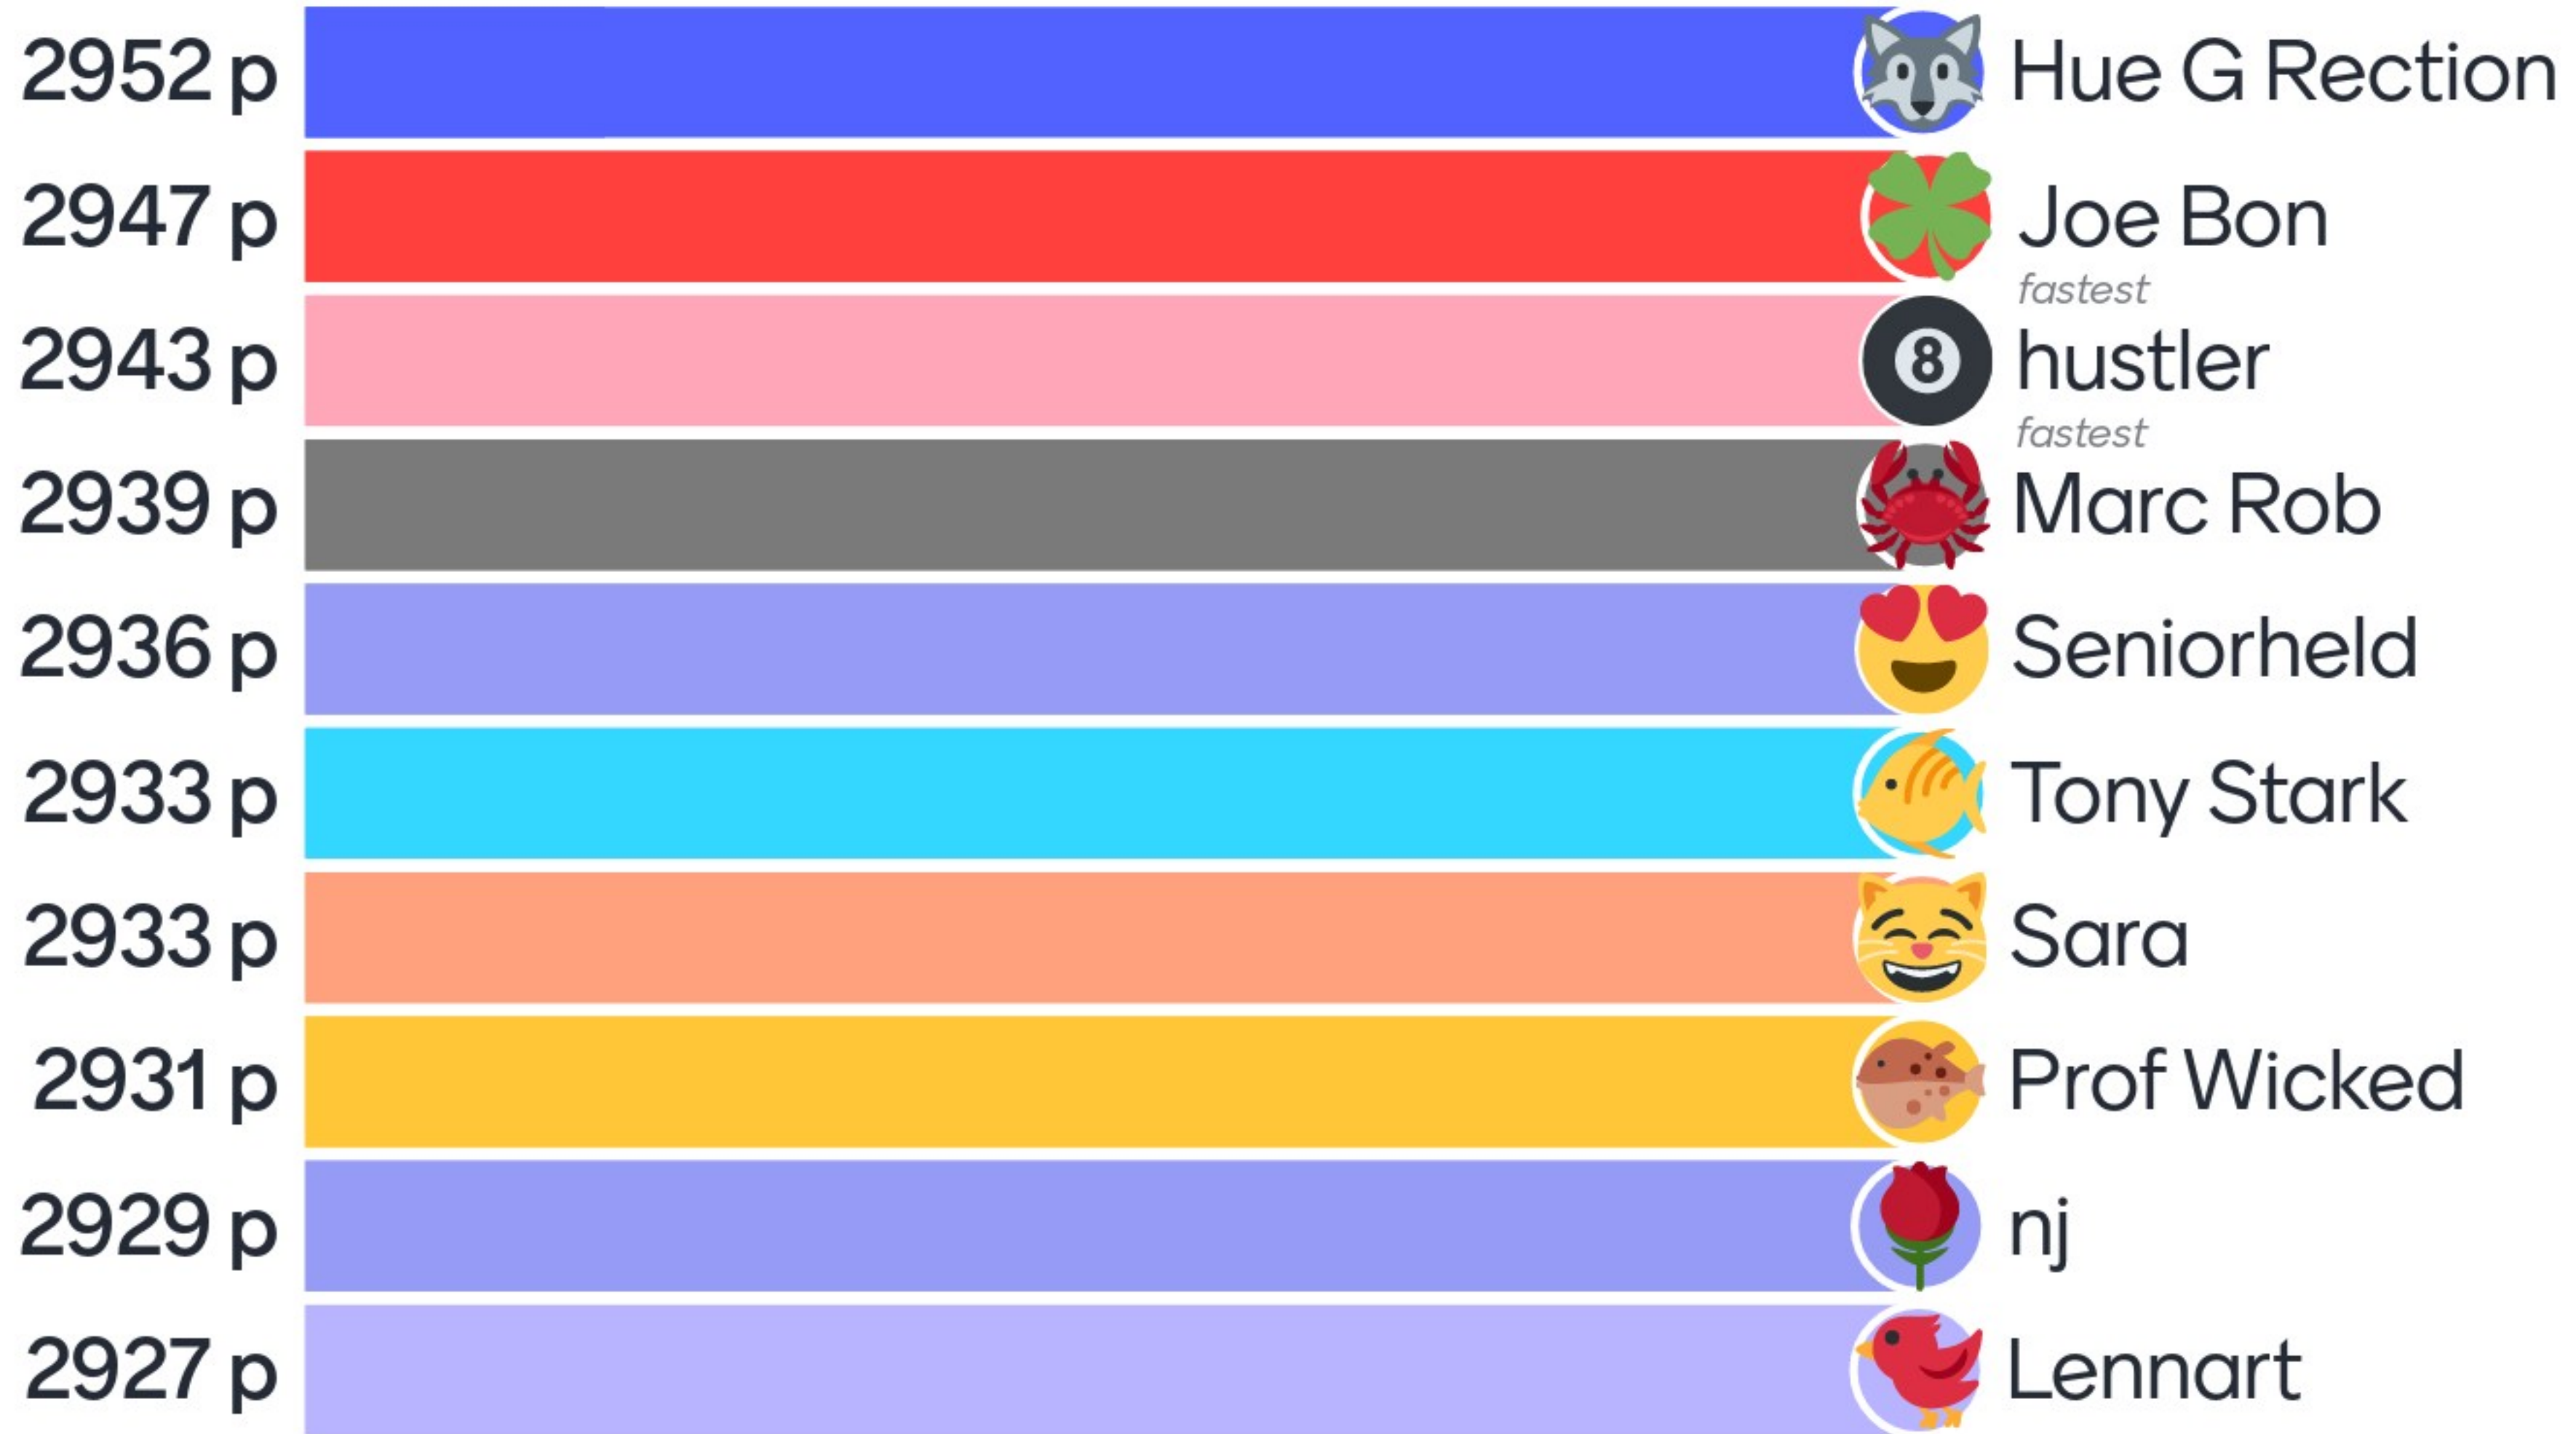 2952 p Hue G Rection
2947 p Joe Bon
fastest
2943 p 8 hustler
fastest
2939 p Marc Rob
2936 p Seniorheld
2933 p Tony Stark
2933 p Sara
2931 p Prof Wicked
2929 p nj
2927 p Lennart